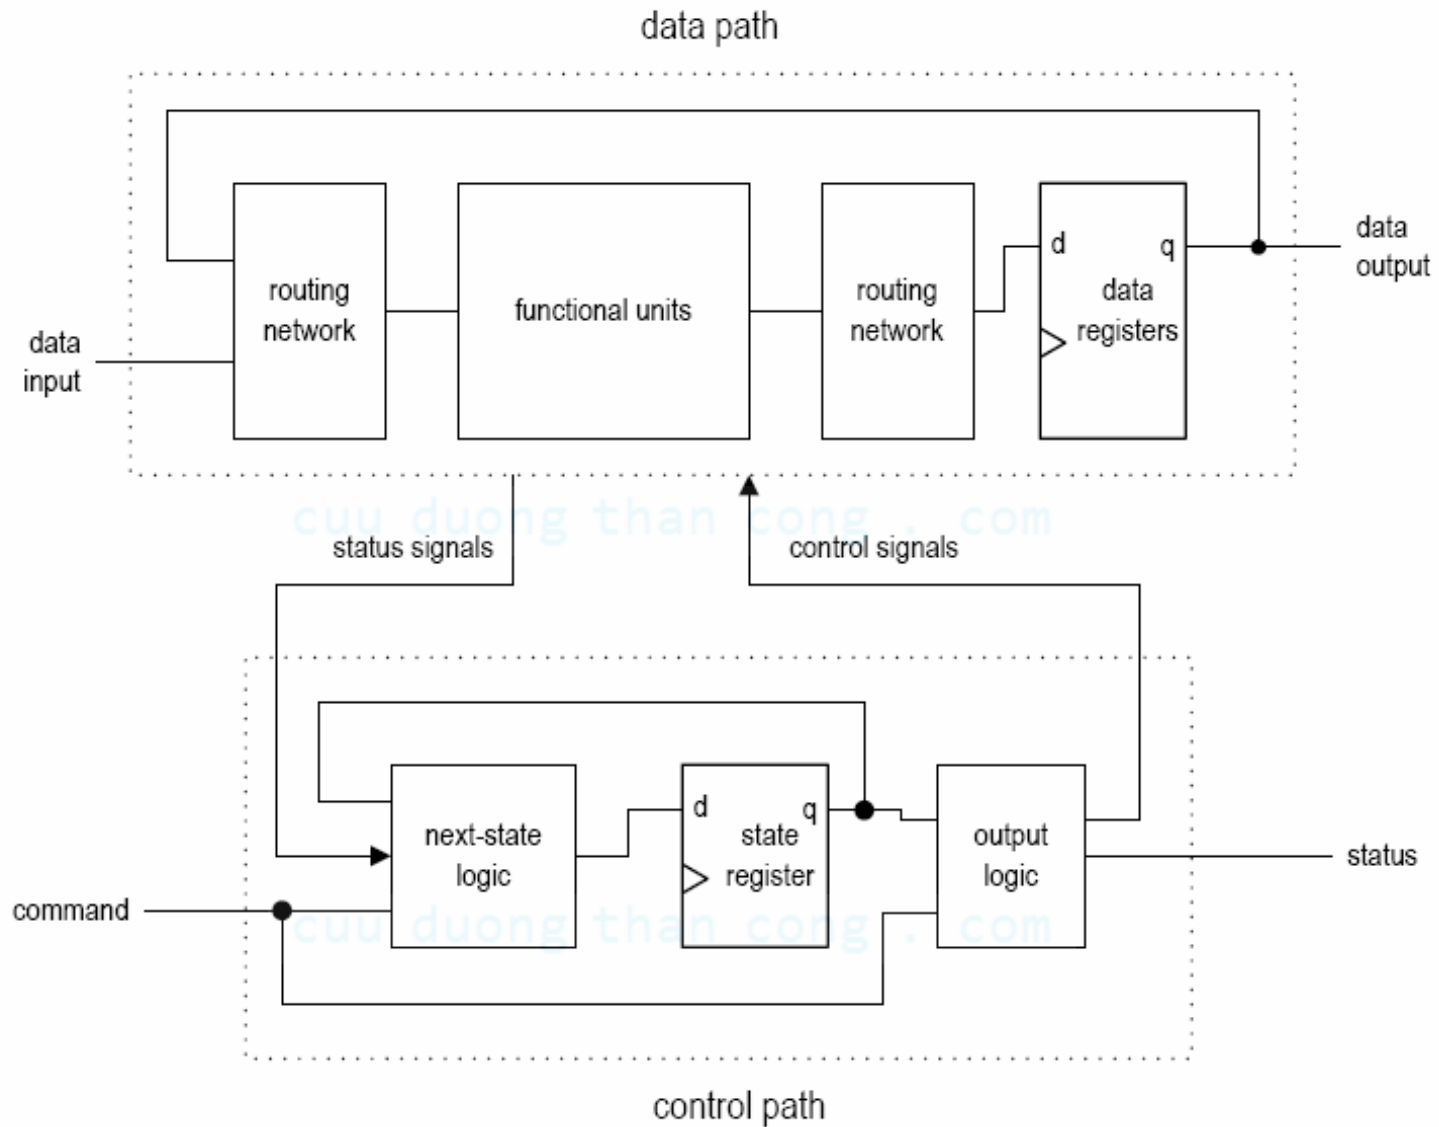 data path
data
input
routing
network
functional units
routing
network
d
q
data
registers
data
output
cuu duong than cong . com
status signals
control signals
command
next-state
logic
d
q
state
register
output
logic
status
cuu duong than cong . com
control path